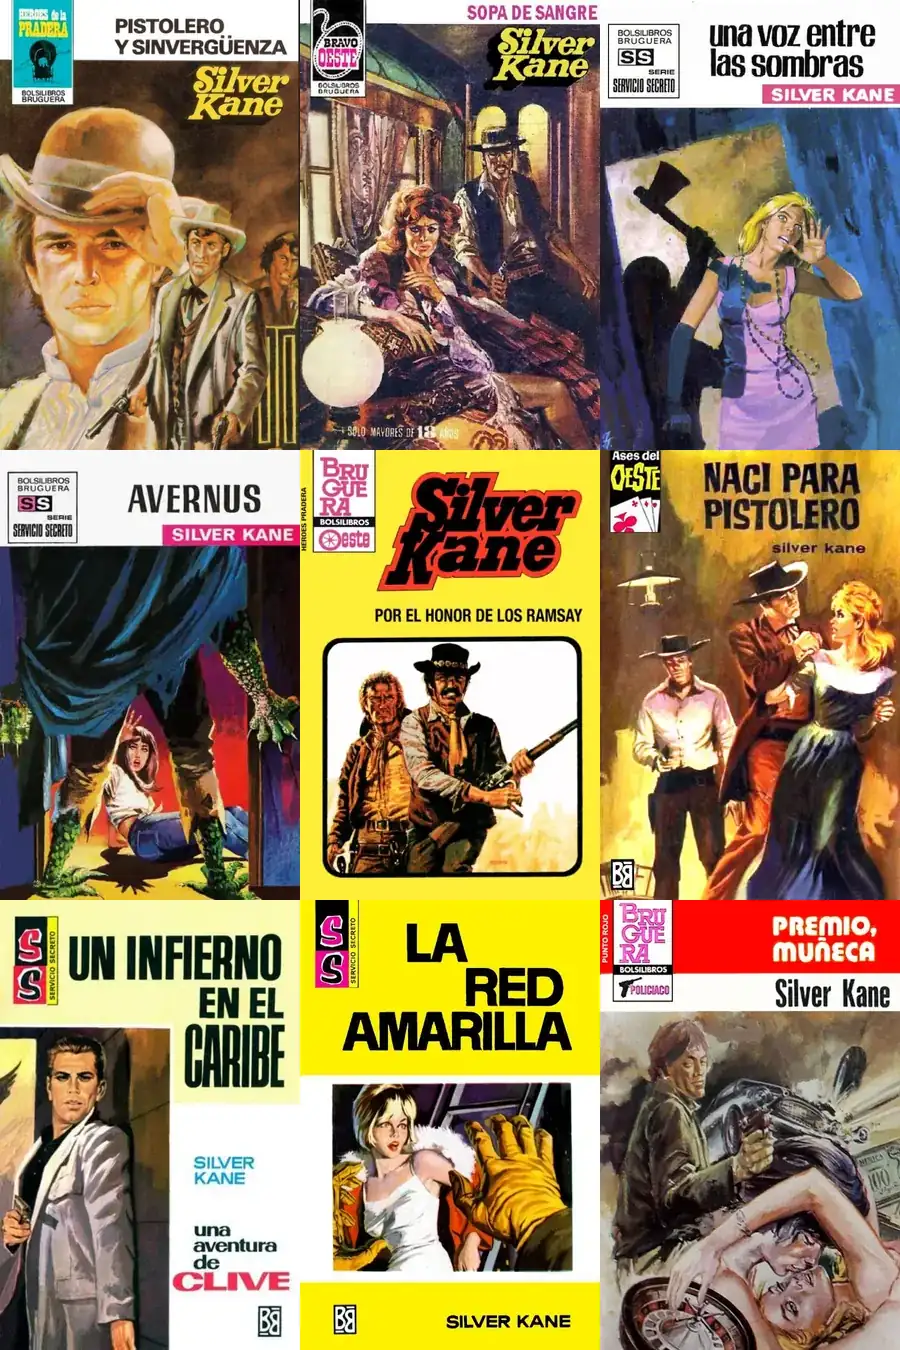 HEROES de la
PRADERA
BOLSILIBROS
BRUGUERA
PISTOLERO
Y SINVERGÜENZA
Silver
Kane
BRAVO
OESTE
BOLSILIBROS
BRUGUERA
SOPA DE SANGRE
Silver
Kane
SOLO MAYORES DE 18 AÑOS
BOLSILIBROS
BRUGUERA
SS
SERIE
SERVICIO SECRETO
una voz entre
las sombras
SILVER KANE
BOLSILIBROS
BRUGUERA
SS
SERIE
SERVICIO SECRETO
AVERNUS
SILVER KANE
HEROES PRADERA
BRU
GUE
RA
BOLSILIBROS
Oeste
Silver
Kane
POR EL HONOR DE LOS RAMSAY
Ases del
OESTE
NACI PARA
PISTOLERO
silver kane
BB
SS
SERVICIO SECRETO
UN INFIERNO
EN EL
CARIBE
SILVER
KANE
una
aventura
de
CLIVE
BB
SS
SERVICIO SECRETO
LA
RED
AMARILLA
BB
SILVER KANE
PUNTO ROJO
BRU
GUE
RA
BOLSILIBROS
POLICIACO
PREMIO,
MUÑECA
Silver Kane